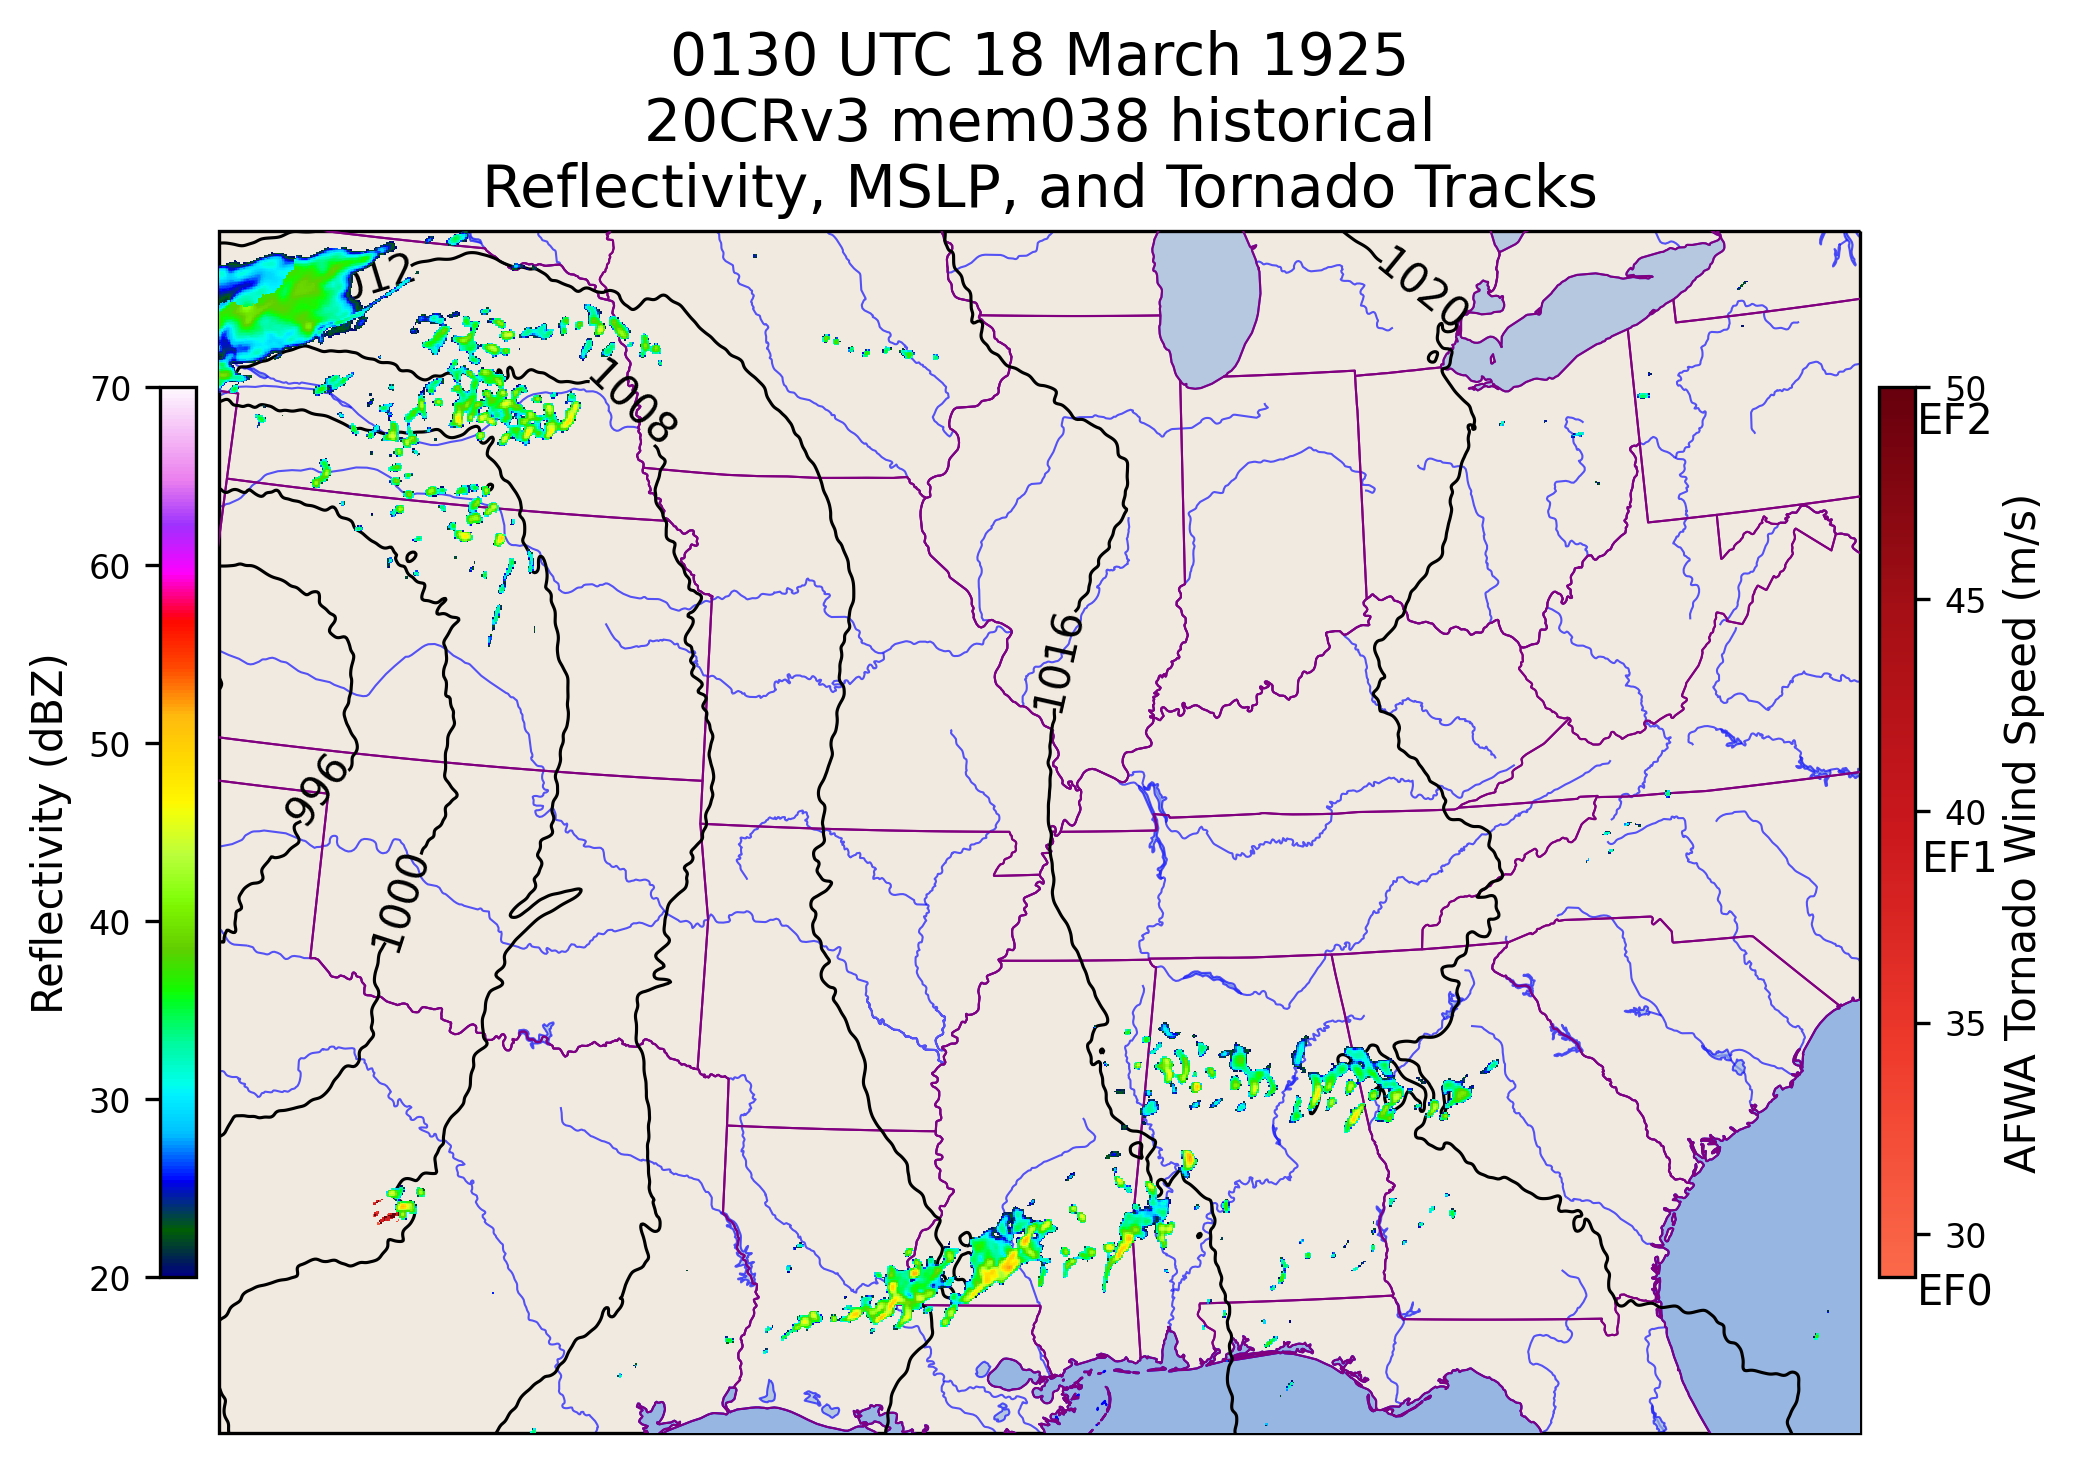 0130 UTC 18 March 1925
20CRv3 mem038 historical
Reflectivity, MSLP, and Tornado Tracks
Reflectivity (dBZ)
70
60
50
40
30
20
012
1008
1020
1016
996
1000
50
EF2
45
40
EF1
35
30
EF0
AFWA Tornado Wind Speed (m/s)